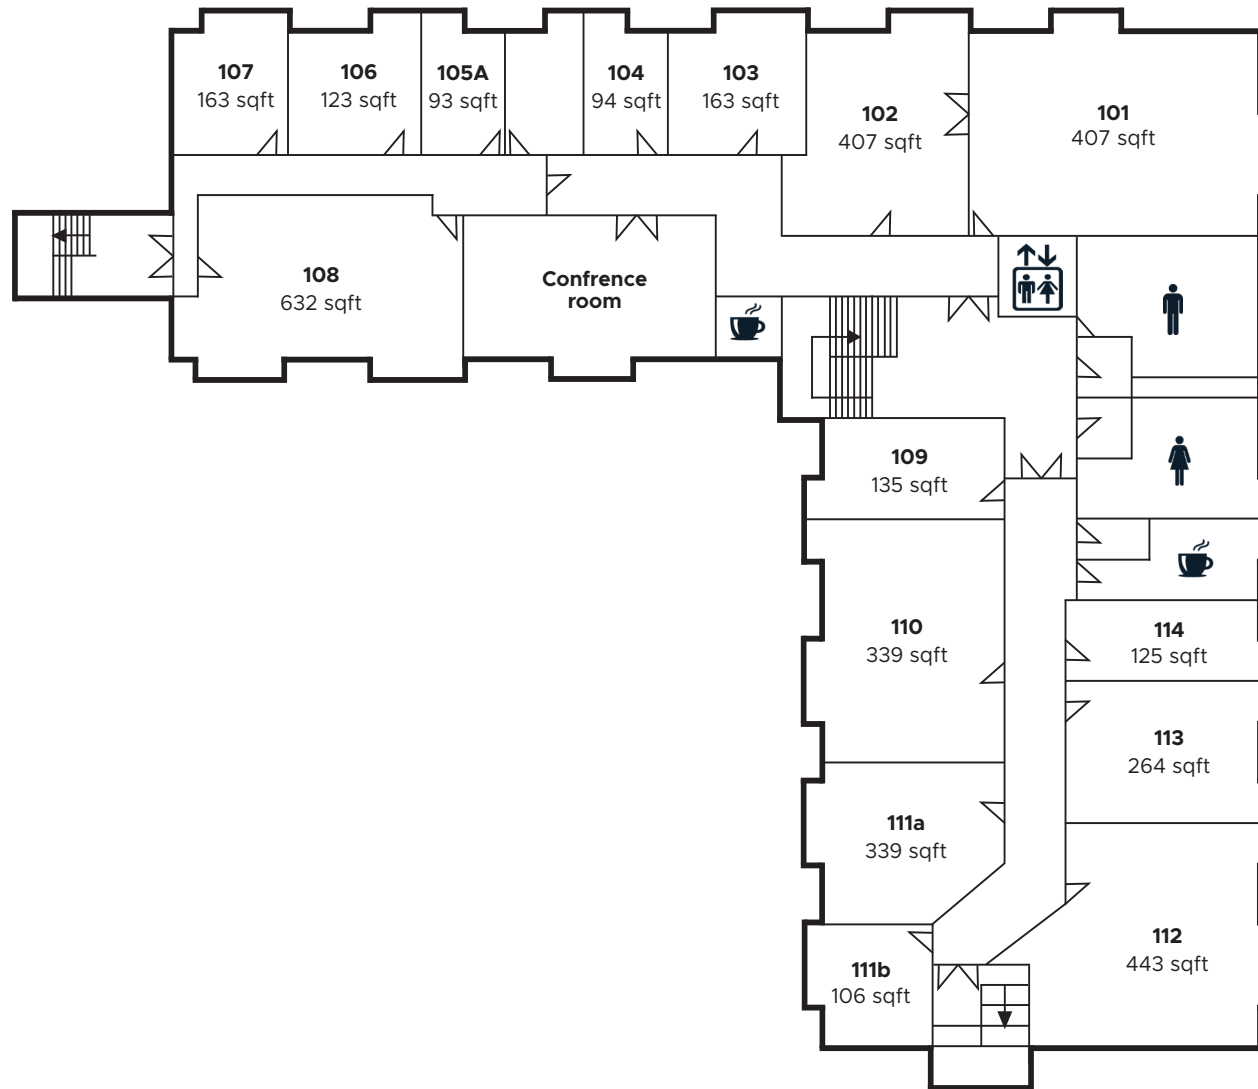 107
163 sqft
106
123 sqft
105A
93 sqft
104
94 sqft
103
163 sqft
102
407 sqft
101
407 sqft
108
632 sqft
Confrence
room
109
135 sqft
110
339 sqft
114
125 sqft
113
264 sqft
111a
339 sqft
112
443 sqft
111b
106 sqft